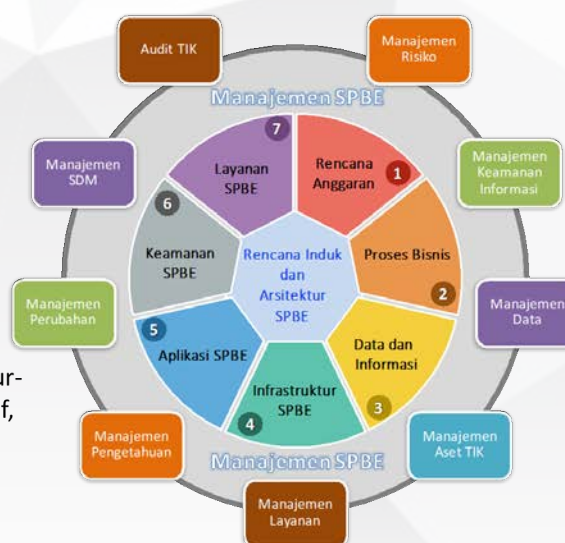 Audit TIK
Manajemen
Risiko
Manajemen SPBE
Manajemen
SDM
Manajemen
Keamanan
Informasi
7
Layanan
SPBE
Rencana
Anggaran
1
6
Keamanan
SPBE
Rencana Induk
dan
Arsitektur
SPBE
Proses Bisnis
2
Manajemen
Perubahan
Manajemen
Data
5
Aplikasi SPBE
Data dan
Informasi
3
Infrastruktur
SPBE
4
ur-
f,
Manajemen
Pengetahuan
Manajemen
Aset TIK
Manajemen SPBE
Manajemen
Layanan